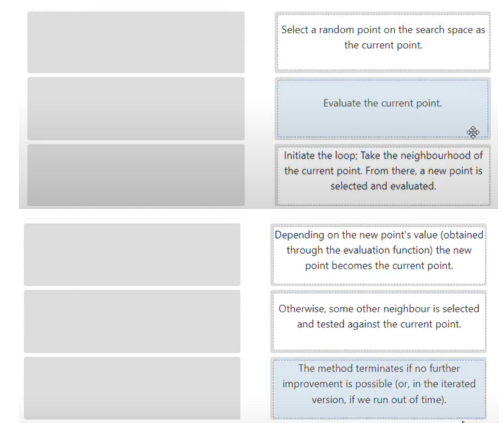 Select a random point on the search space as
the current point.
Evaluate the current point.
Initiate the loop; Take the neighbourhood of
the current point. From there, a new point is
selected and evaluated.
Depending on the new point's value (obtained
through the evaluation function) the new
point becomes the current point.
Otherwise, some other neighbour is selected
and tested against the current point.
The method terminates if no further
improvement is possible (or, in the iterated
version, if we run out of time).